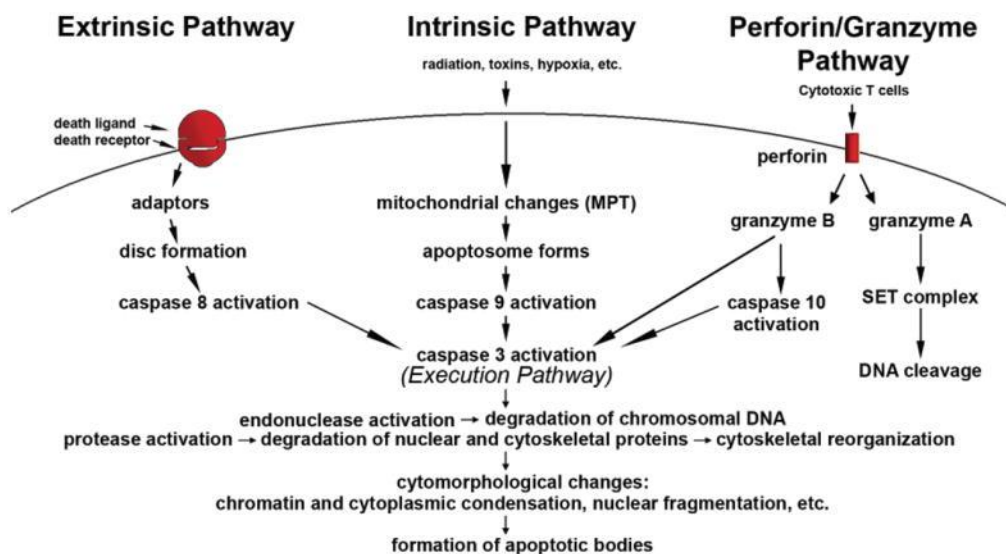 Extrinsic Pathway
Intrinsic Pathway
Perforin/Granzyme
Pathway
radiation, toxins, hypoxia, etc.
Cytotoxic T cells
death ligand
death receptor
perforin
adaptors
mitochondrial changes (MPT)
granzyme B
granzyme A
disc formation
apoptosome forms
caspase 8 activation
caspase 9 activation
caspase 10
activation
SET complex
caspase 3 activation
(Execution Pathway)
DNA cleavage
endonuclease activation → degradation of chromosomal DNA
protease activation → degradation of nuclear and cytoskeletal proteins → cytoskeletal reorganization
cytomorphological changes:
chromatin and cytoplasmic condensation, nuclear fragmentation, etc.
formation of apoptotic bodies